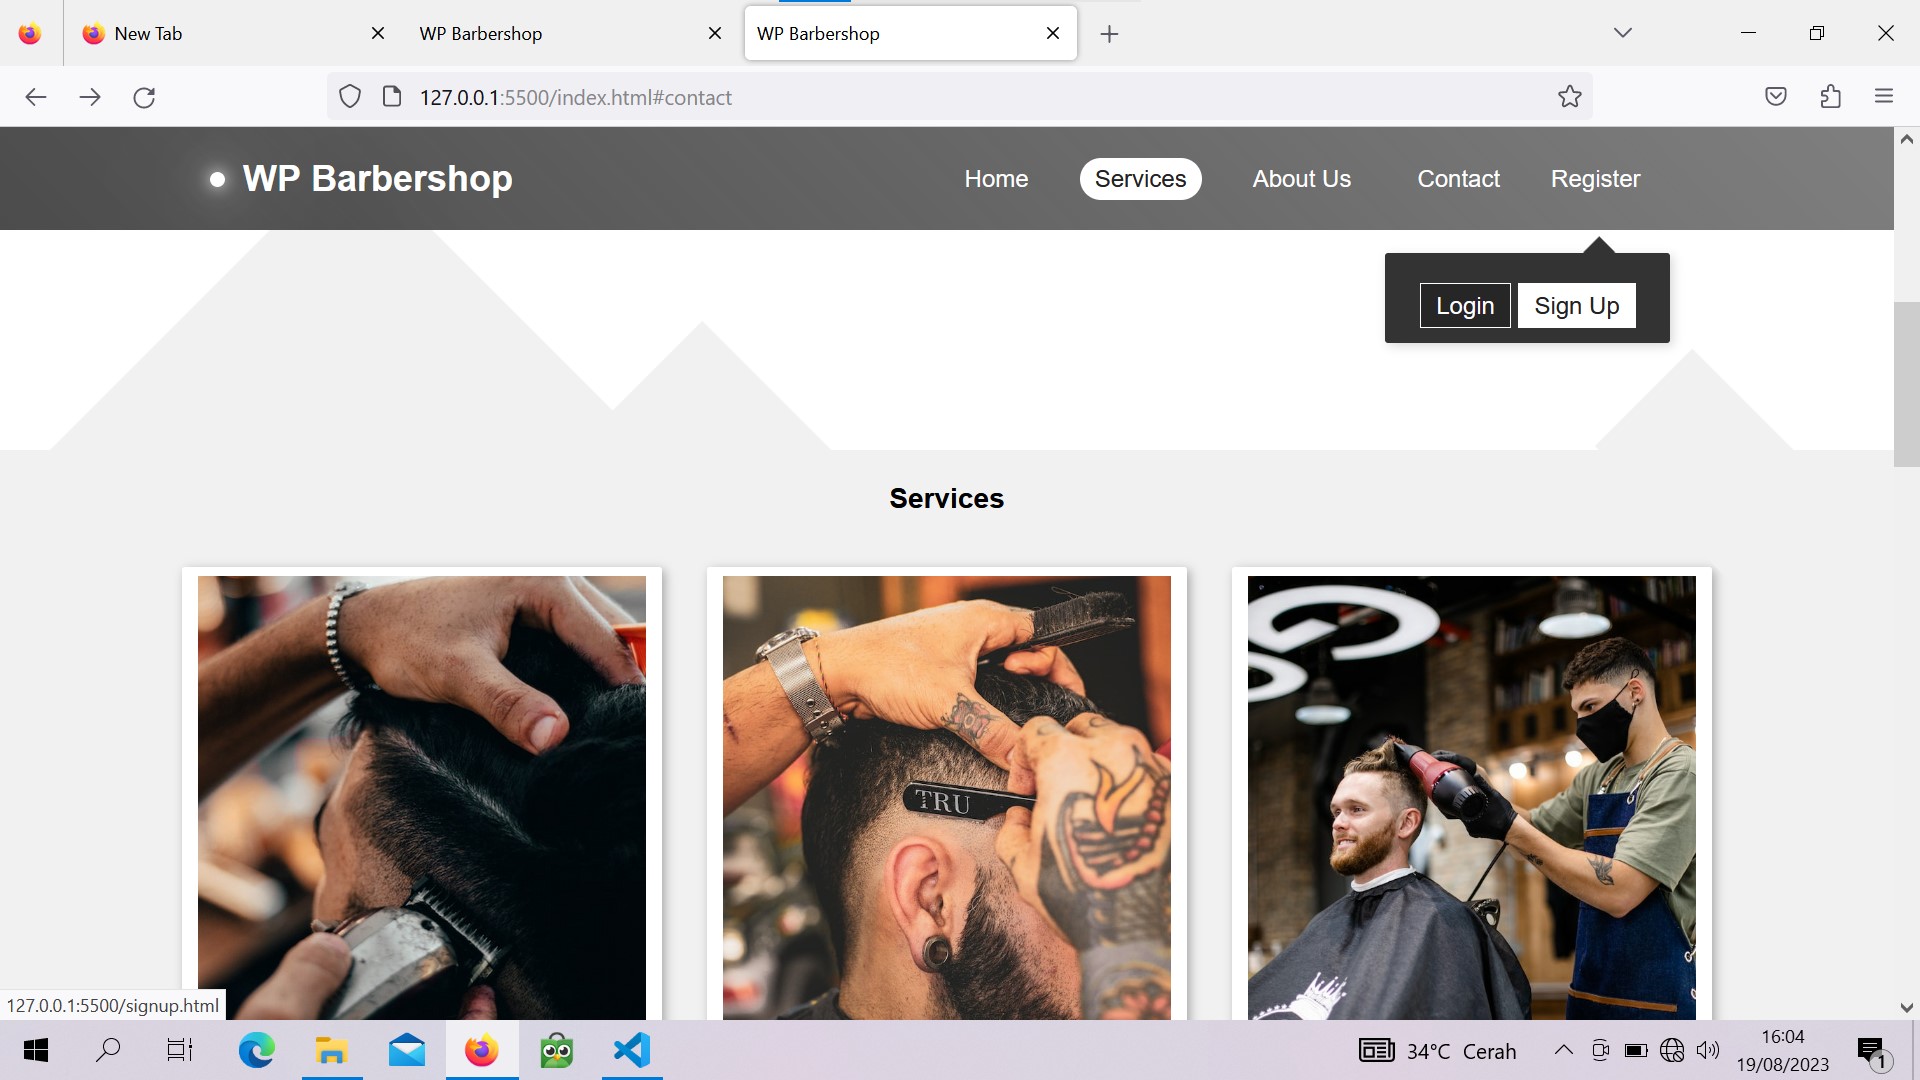 New Tab
WP Barbershop
WP Barbershop
127.0.0.1:5500/index.html#contact
WP Barbershop
Home
Services
About Us
Contact
Register
Login
Sign Up
Services
TRU
127.0.0.1:5500/signup.html
34°C Cerah
16:04
19/08/2023
1